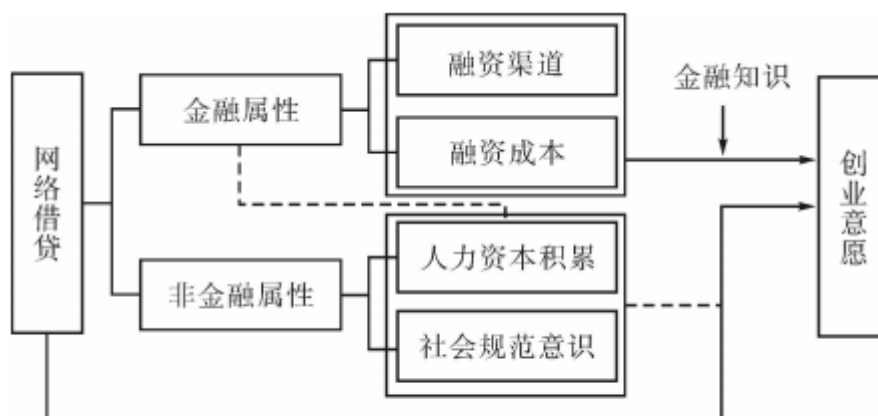 网络借贷
金融属性
非金融属性
融资渠道
融资成本
人力资本积累
社会规范意识
金融知识
创业意愿